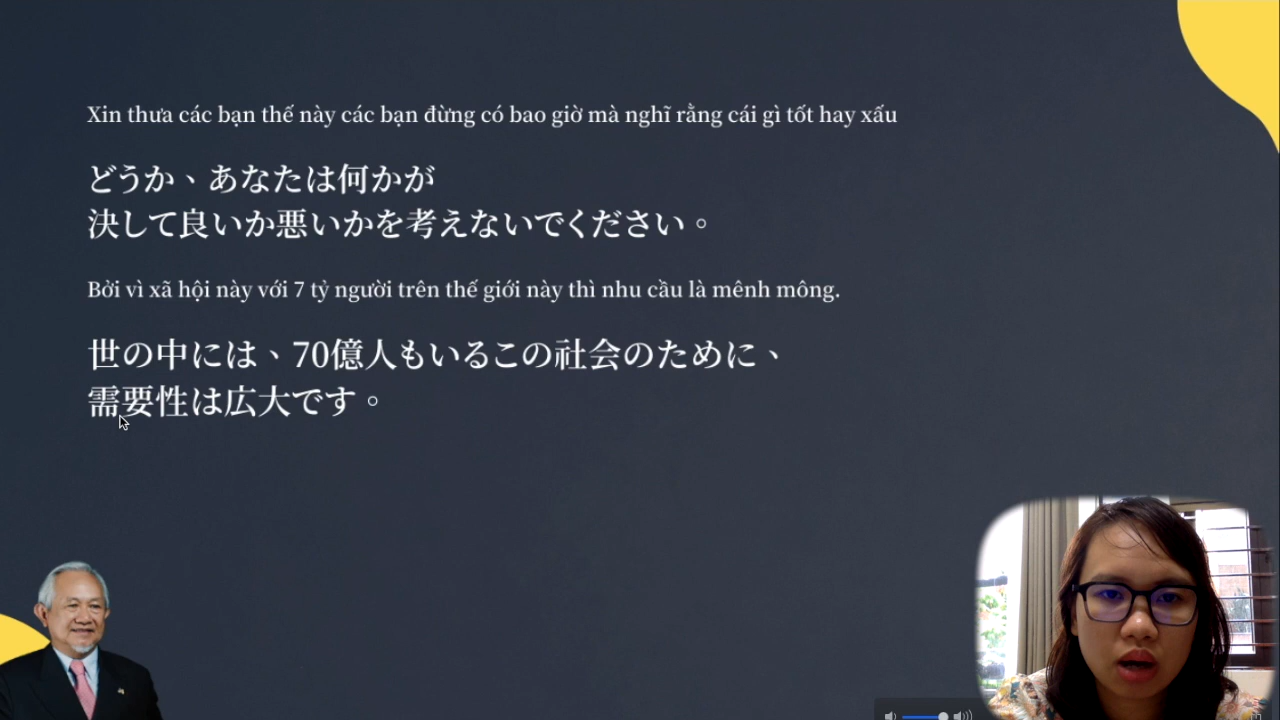 Xin thưa các bạn thế này các bạn đừng có bao giờ mà nghĩ rằng cái gì tốt hay xấu
どうか、あなたは何かが
決して良いか悪いかを考えないでください。
Bởi vì xã hội này với 7 tỷ người trên thế giới này thì nhu cầu là mênh mông.
世の中には、70億人もいるこの社会のために、
需要性は広大です。